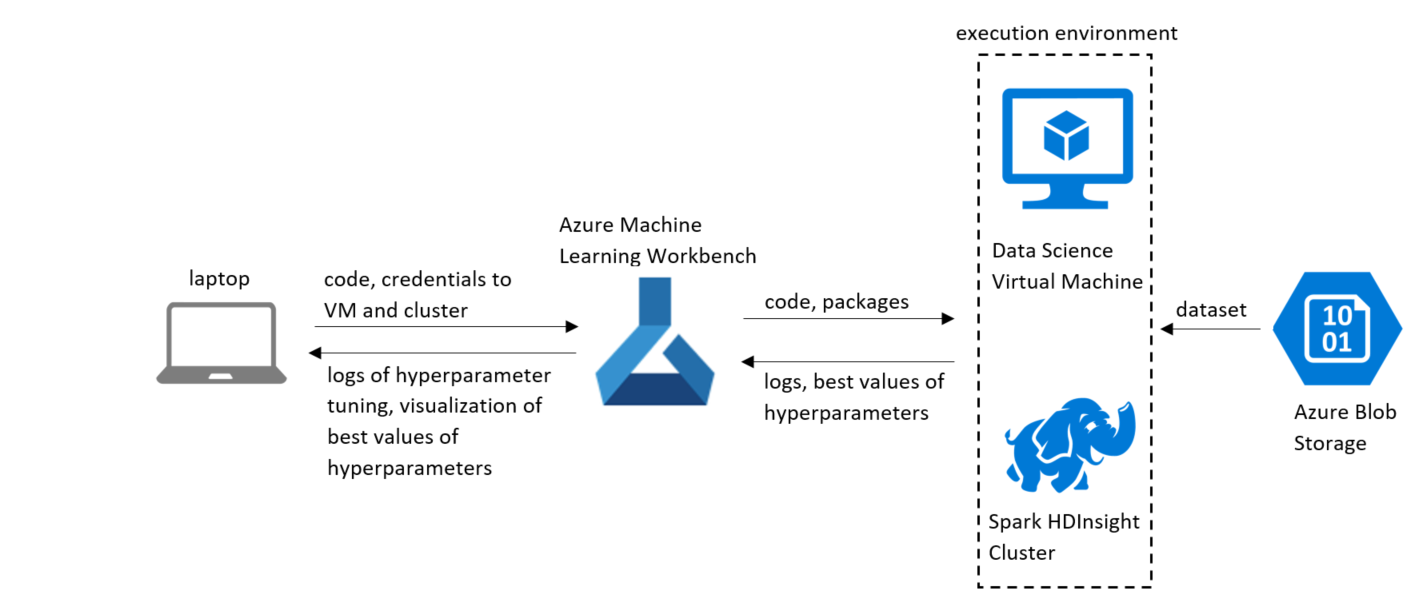 execution environment
Azure Machine
Learning Workbench
laptop
code, credentials to
VM and cluster
logs of hyperparameter
tuning, visualization of
best values of
hyperparameters
code, packages
logs, best values of
hyperparameters
Data Science
Virtual Machine
Spark HDInsight
Cluster
dataset
10
01
Azure Blob
Storage